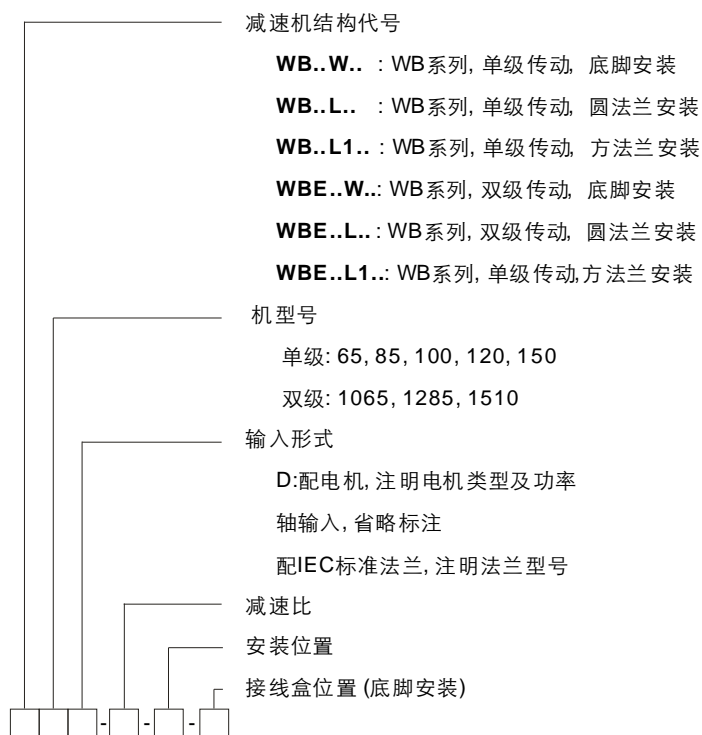 减速机结构代号
WB..W.. : WB系列, 单级传动, 底脚安装
WB..L.. : WB系列, 单级传动, 圆法兰安装
WB..L1.. : WB系列, 单级传动, 方法兰安装
WBE..W..: WB系列, 双级传动, 底脚安装
WBE..L.. : WB系列, 双级传动, 圆法兰安装
WBE..L1..: WB系列, 单级传动,方法兰安装
机型号
单级: 65, 85, 100, 120, 150
双级: 1065, 1285, 1510
输入形式
D:配电机, 注明电机类型及功率
轴输入, 省略标注
配IEC标准法兰, 注明法兰型号
减速比
安装位置
接线盒位置 (底脚安装)
- - -